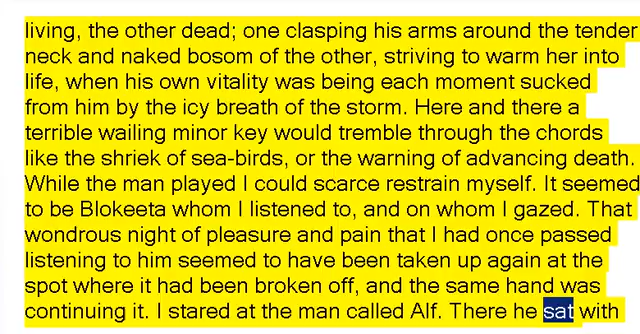 living, the other dead; one clasping his arms around the tender
neck and naked bosom of the other, striving to warm her into
life, when his own vitality was being each moment sucked
from him by the icy breath of the storm. Here and there a
terrible wailing minor key would tremble through the chords
like the shriek of sea-birds, or the warning of advancing death.
While the man played I could scarce restrain myself. It seemed
to be Blokeeta whom I listened to, and on whom I gazed. That
wondrous night of pleasure and pain that I had once passed
listening to him seemed to have been taken up again at the
spot where it had been broken off, and the same hand was
continuing it. I stared at the man called Alf. There he sat with